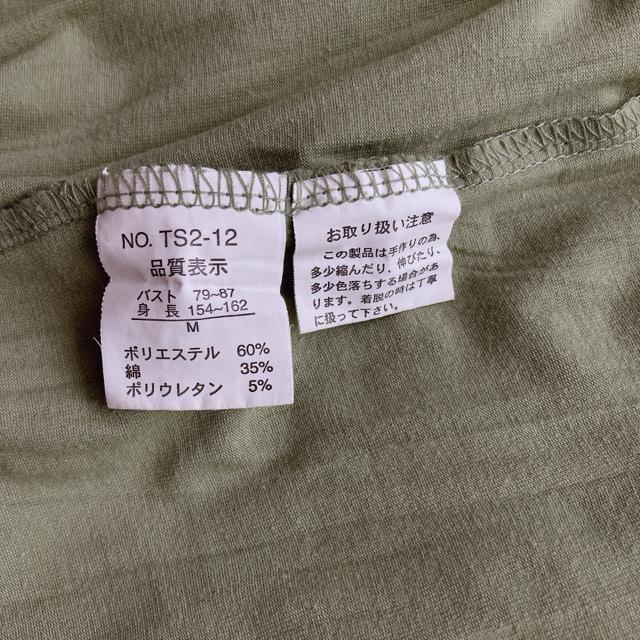 NO. TS2-12
品質表示
バスト 79~87
身長 154~162
M
ポリエステル 60%
綿 35%
ポリウレタン 5%
お取り扱い注意
この製品は手作りの為、
多少縮んだり、伸びたり、
多少色落ちする場合があ
ります。着脱の時は丁寧
に扱って下さい。